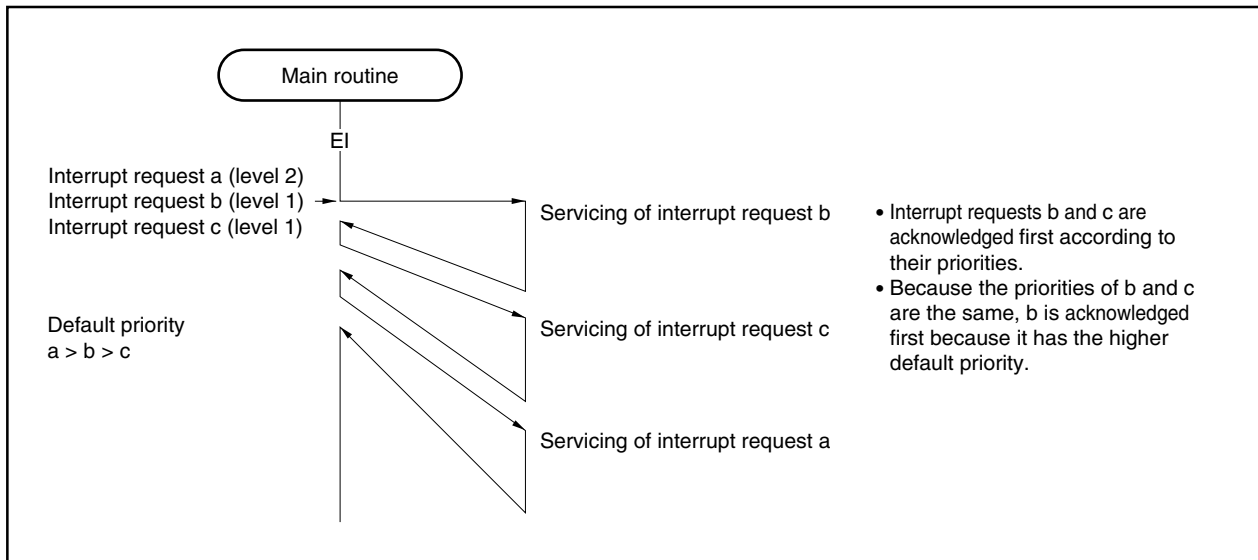 Main routine
EI
Interrupt request a (level 2)
Interrupt request b (level 1)
Interrupt request c (level 1)
Default priority
a > b > c
Servicing of interrupt request b
Servicing of interrupt request c
Servicing of interrupt request a
• Interrupt requests b and c are
acknowledged first according to
their priorities.
• Because the priorities of b and c
are the same, b is acknowledged
first because it has the higher
default priority.